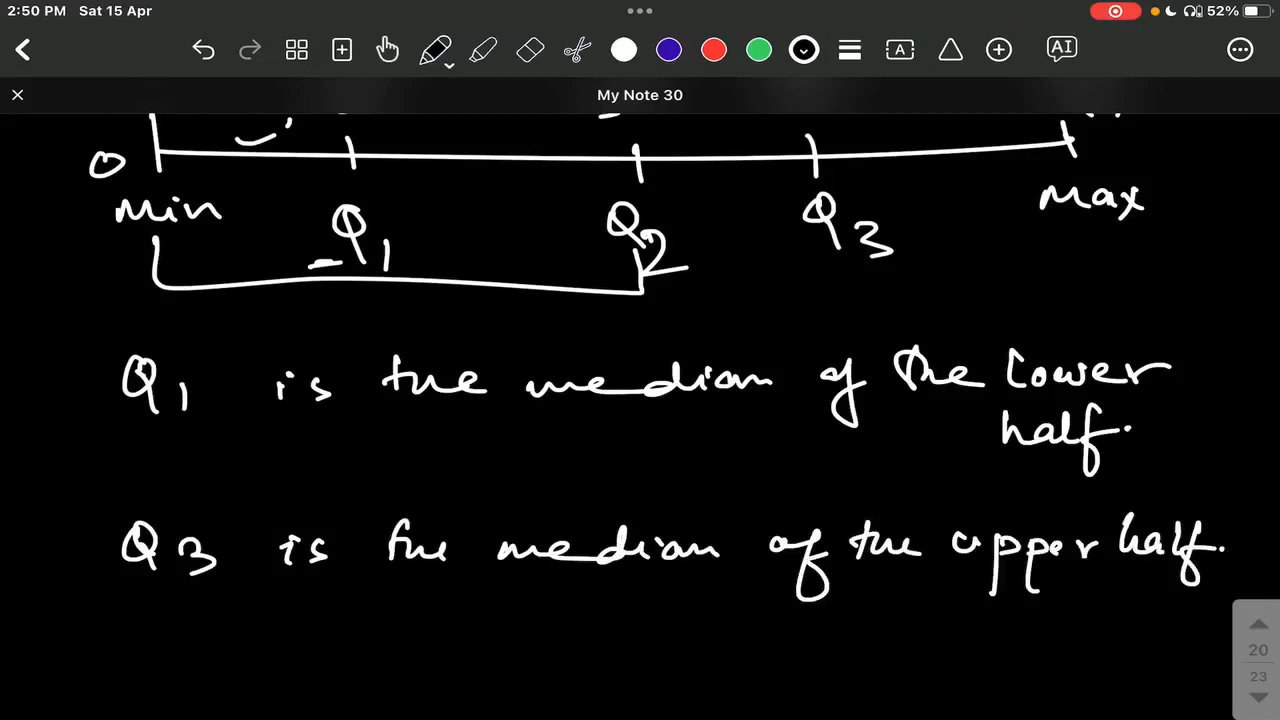 2:50 PM Sat 15 Apr
52%
A
AI
My Note 30
0
Min
Q1
Q2
Q3
Max
Q1 is the median of the lower
half.
Q3 is the median of the upper half.
20
23